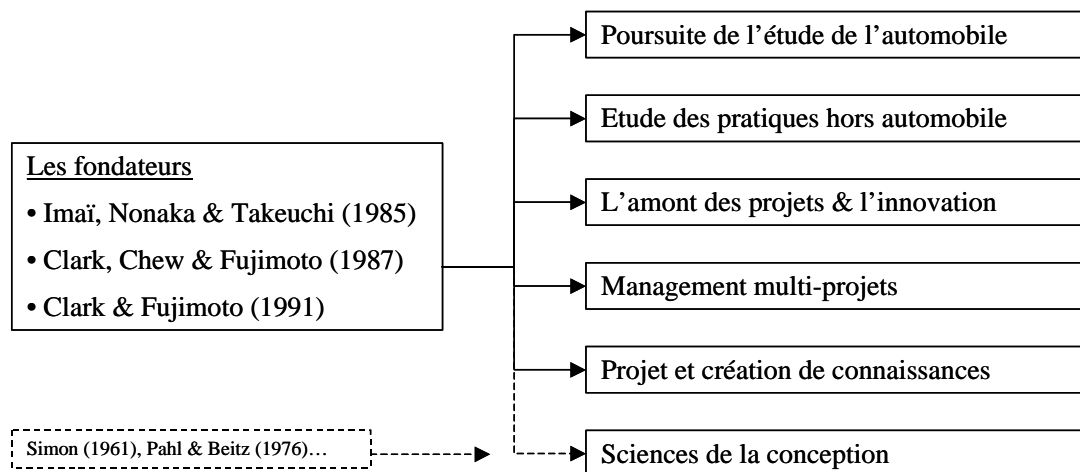 Les fondateurs
• Imaï, Nonaka & Takeuchi (1985)
• Clark, Chew & Fujimoto (1987)
• Clark & Fujimoto (1991)
Simon (1961), Pahl & Beitz (1976)…
Poursuite de l’étude de l’automobile
Etude des pratiques hors automobile
L’amont des projets & l’innovation
Management multi-projets
Projet et création de connaissances
Sciences de la conception